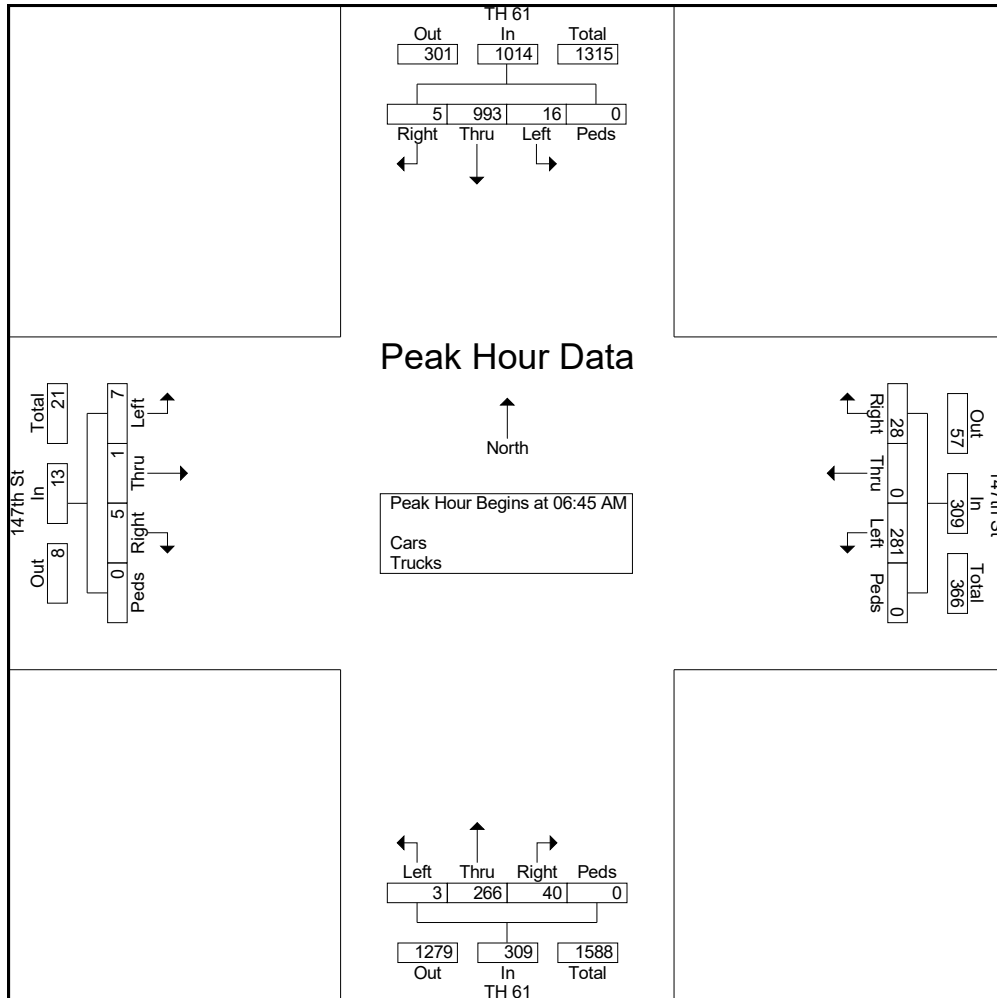 TH 61
Out In Total
301 1014 1315
5 993 16 0
Right Thru Left Peds
Peak Hour Data
North
Peak Hour Begins at 06:45 AM
Cars
Trucks
147th St
Total In Out
21 13 8
7 1 5 0
Left Thru Right Peds
147th St
Out In Total
57 309 366
28 0 281 0
Right Thru Left Peds
Left Thru Right Peds
3 266 40 0
1279 309 1588
Out In Total
TH 61